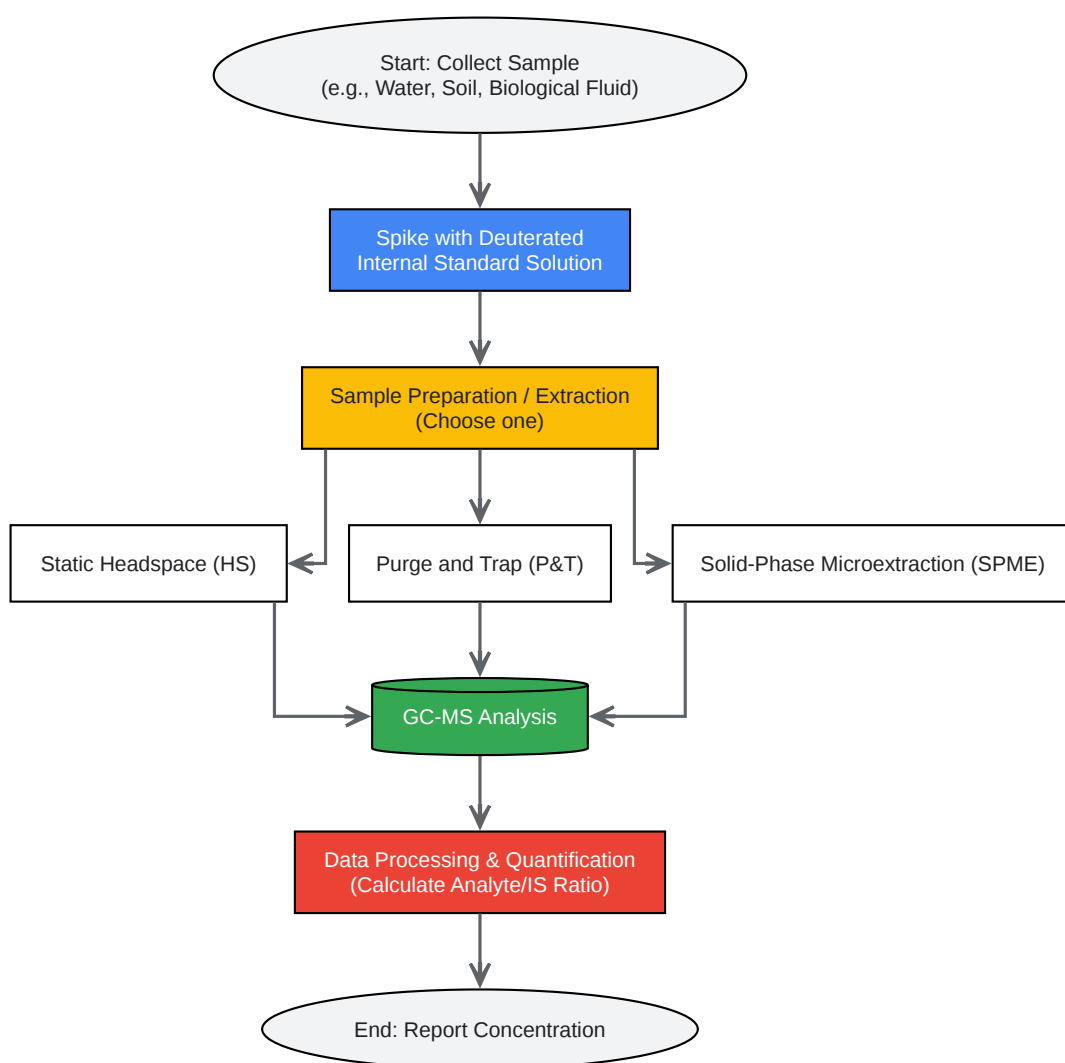 Start: Collect Sample
(e.g., Water, Soil, Biological Fluid)
Spike with Deuterated
Internal Standard Solution
Sample Preparation / Extraction
(Choose one)
Static Headspace (HS)
Purge and Trap (P&T)
Solid-Phase Microextraction (SPME)
GC-MS Analysis
Data Processing & Quantification
(Calculate Analyte/IS Ratio)
End: Report Concentration